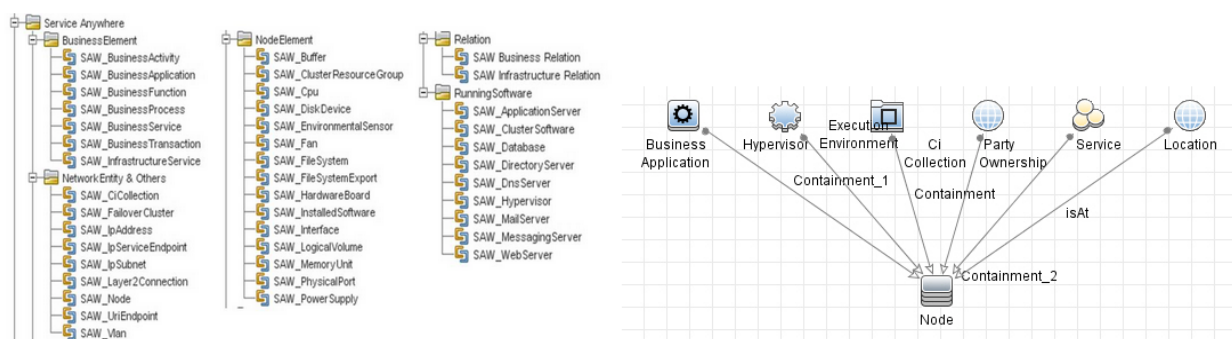 Service Anywhere
BusinessElement
SAW_BusinessActivity
SAW_BusinessApplication
SAW_BusinessFunction
SAW_BusinessProcess
SAW_BusinessService
SAW_BusinessTransaction
SAW_InfrastructureService
NetworkEntity & Others
SAW_CiCollection
SAW_FailoverCluster
SAW_IpAddress
SAW_IpServiceEndpoint
SAW_IpSubnet
SAW_Layer2Connection
SAW_Node
SAW_UriEndpoint
SAW_Vlan
NodeElement
SAW_Buffer
SAW_ClusterResourceGroup
SAW_Cpu
SAW_DiskDevice
SAW_EnvironmentalSensor
SAW_Fan
SAW_FileSystem
SAW_FileSystemExport
SAW_HardwareBoard
SAW_InstalledSoftware
SAW_Interface
SAW_LogicalVolume
SAW_MemoryUnit
SAW_PhysicalPort
SAW_PowerSupply
Relation
SAW Business Relation
SAW Infrastructure Relation
RunningSoftware
SAW_ApplicationServer
SAW_ClusterSoftware
SAW_Database
SAW_DirectoryServer
SAW_DnsServer
SAW_Hypervisor
SAW_MailServer
SAW_MessagingServer
SAW_WebServer
Business
Application
Hypervisor
Execution
Environment
Ci
Collection
Party
Ownership
Service
Location
Containment_1
Containment
isAt
Containment_2
Node